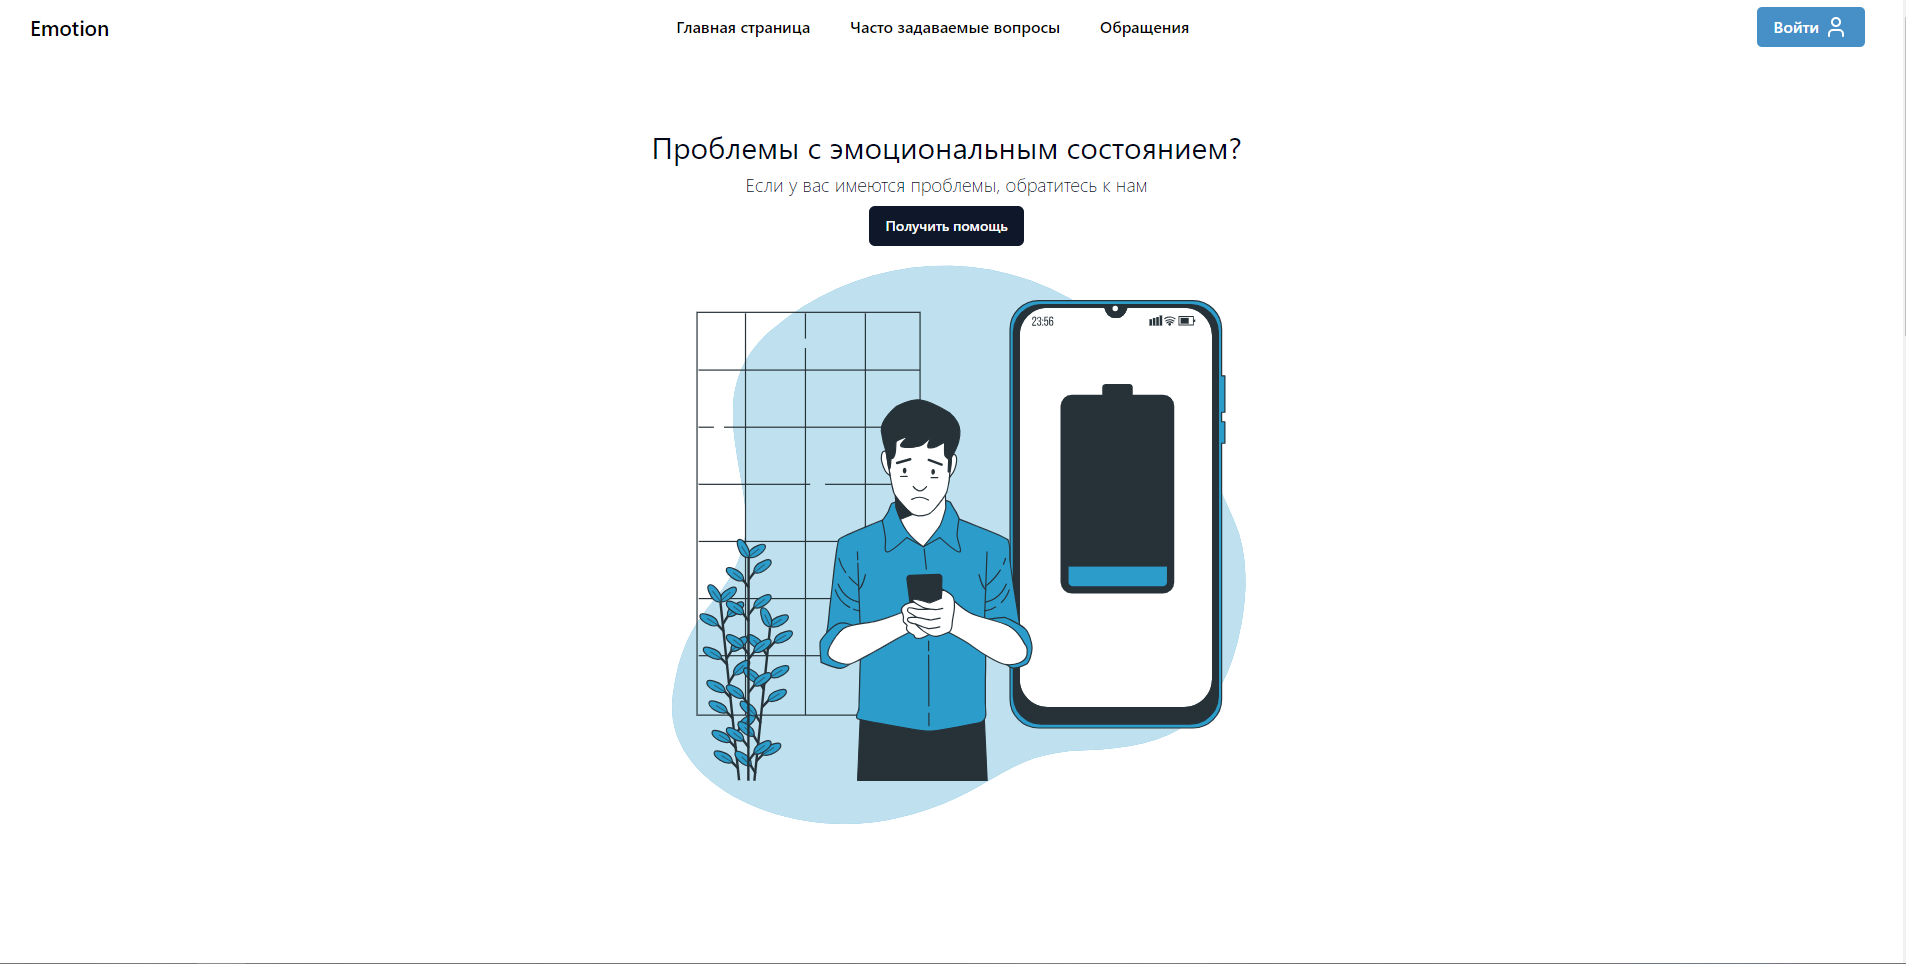 Emotion
Главная страница
Часто задаваемые вопросы
Обращения
Войти
Проблемы с эмоциональным состоянием?
Если у вас имеются проблемы, обратитесь к нам
Получить помощь
23:56